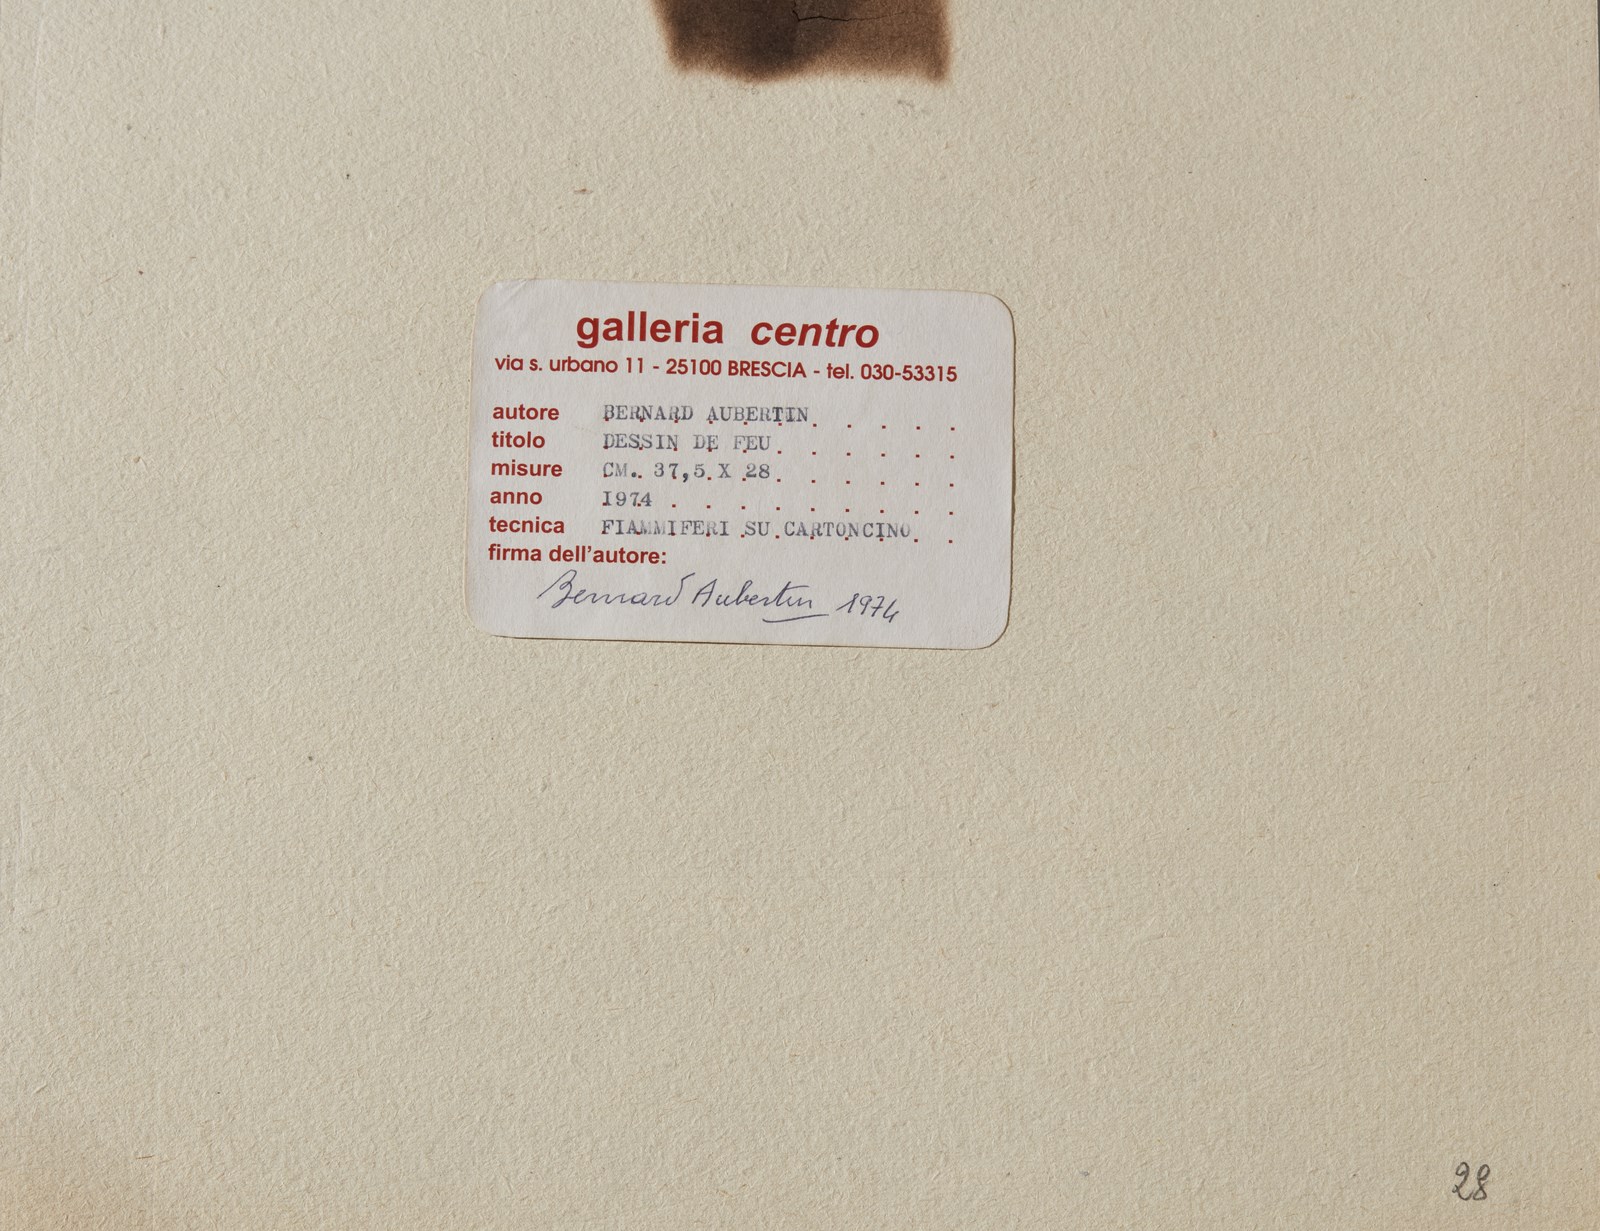 galleria centro
via s. urbano 11 - 25100 BRESCIA - tel. 030-53315
autore BERNARD AUBERTIN
titolo DESSIN DE FEU
misure CM. 37,5 X 28
anno 1974
tecnica FIAMMIFERI SU CARTONCINO
firma dell'autore:
Bernard Aubertin 1974
28